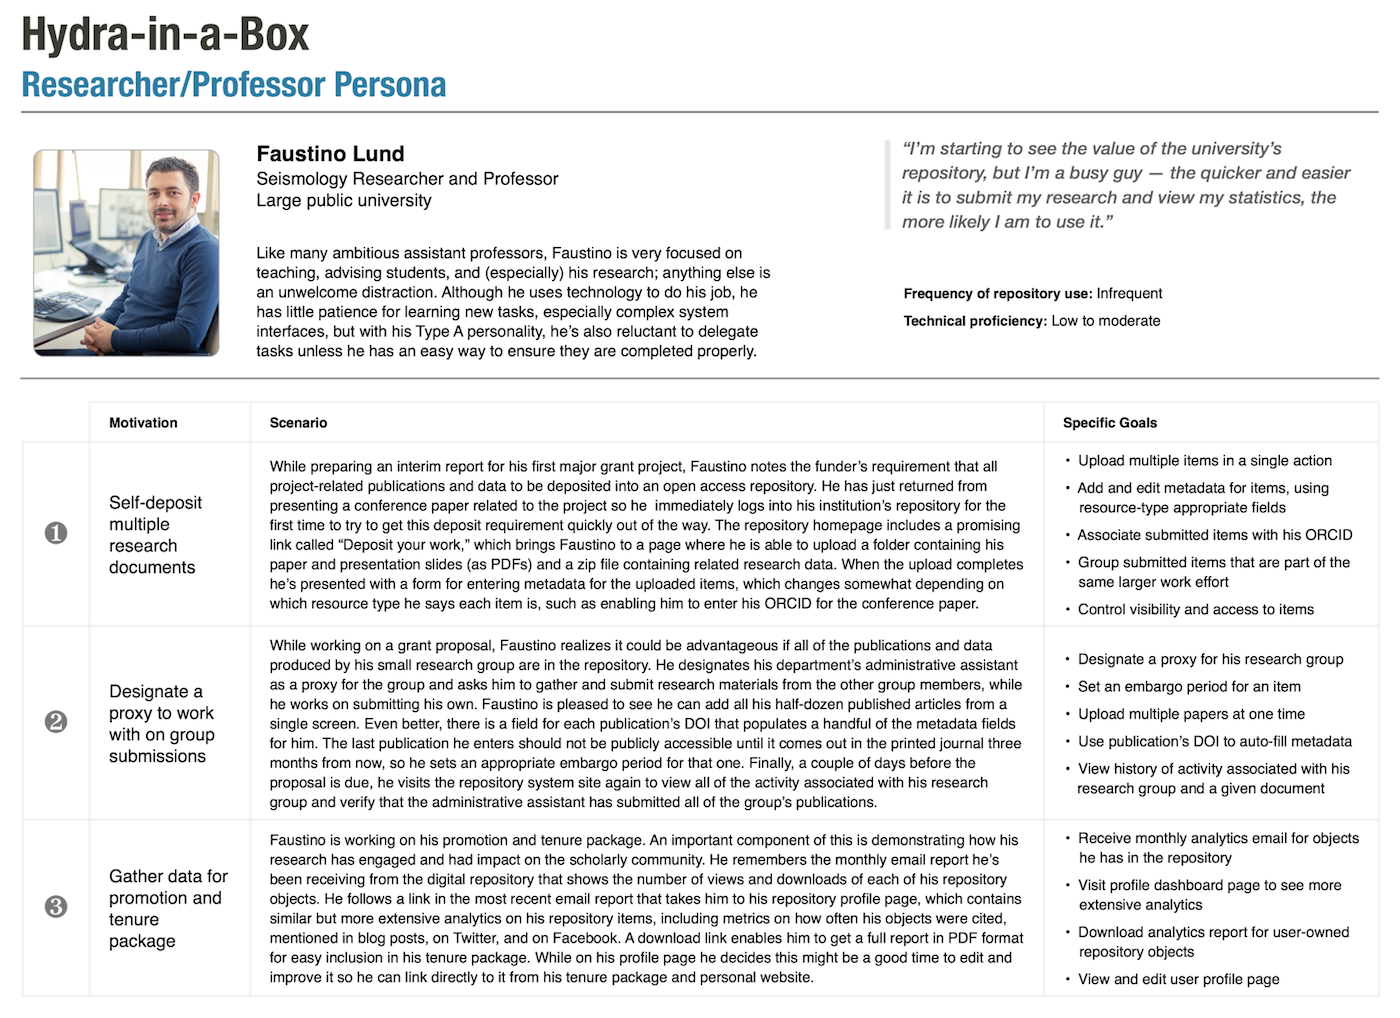 Hydra-in-a-Box
Researcher/Professor Persona
Faustino Lund
Seismology Researcher and Professor
Large public university
Like many ambitious assistant professors, Faustino is very focused on
teaching, advising students, and (especially) his research; anything else is
an unwelcome distraction. Although he uses technology to do his job, he
has little patience for learning new tasks, especially complex system
interfaces, but with his Type A personality, he's also reluctant to delegate
tasks unless he has an easy way to ensure they are completed properly.
“I’m starting to see the value of the university’s
repository, but I’m a busy guy — the quicker and easier
it is to submit my research and view my statistics, the
more likely I am to use it.”
Frequency of repository use: Infrequent
Technical proficiency: Low to moderate
Motivation
Scenario
Specific Goals
1
Self-deposit
multiple
research
documents
While preparing an interim report for his first major grant project, Faustino notes the funder’s requirement that all
project-related publications and data to be deposited into an open access repository. He has just returned from
presenting a conference paper related to the project so he immediately logs into his institution’s repository for the
first time to try to get this deposit requirement quickly out of the way. The repository homepage includes a promising
link called “Deposit your work,” which brings Faustino to a page where he is able to upload a folder containing his
paper and presentation slides (as PDFs) and a zip file containing related research data. When the upload completes
he’s presented with a form for entering metadata for the uploaded items, which changes somewhat depending on
which resource type he says each item is, such as enabling him to enter his ORCID for the conference paper.
• Upload multiple items in a single action
• Add and edit metadata for items, using
resource-type appropriate fields
• Associate submitted items with his ORCID
• Group submitted items that are part of the
same larger work effort
• Control visibility and access to items
2
Designate a
proxy to work
with on group
submissions
While working on a grant proposal, Faustino realizes it could be advantageous if all of the publications and data
produced by his small research group are in the repository. He designates his department’s administrative assistant
as a proxy for the group and asks him to gather and submit research materials from the other group members, while
he works on submitting his own. Faustino is pleased to see he can add all his half-dozen published articles from a
single screen. Even better, there is a field for each publication’s DOI that populates a handful of the metadata fields
for him. The last publication he enters should not be publicly accessible until it comes out in the printed journal three
months from now, so he sets an appropriate embargo period for that one. Finally, a couple of days before the
proposal is due, he visits the repository system site again to view all of the activity associated with his research
group and verify that the administrative assistant has submitted all of the group’s publications.
• Designate a proxy for his research group
• Set an embargo period for an item
• Upload multiple papers at one time
• Use publication’s DOI to auto-fill metadata
• View history of activity associated with his
research group and a given document
3
Gather data for
promotion and
tenure
package
Faustino is working on his promotion and tenure package. An important component of this is demonstrating how his
research has engaged and had impact on the scholarly community. He remembers the monthly email report he’s
been receiving from the digital repository that shows the number of views and downloads of each of his repository
objects. He follows a link in the most recent email report that takes him to his repository profile page, which contains
similar but more extensive analytics on his repository items, including metrics on how often his objects were cited,
mentioned in blog posts, on Twitter, and on Facebook. A download link enables him to get a full report in PDF format
for easy inclusion in his tenure package. While on his profile page he decides this might be a good time to edit and
improve it so he can link directly to it from his tenure package and personal website.
• Receive monthly analytics email for objects
he has in the repository
• Visit profile dashboard page to see more
extensive analytics
• Download analytics report for user-owned
repository objects
• View and edit user profile page